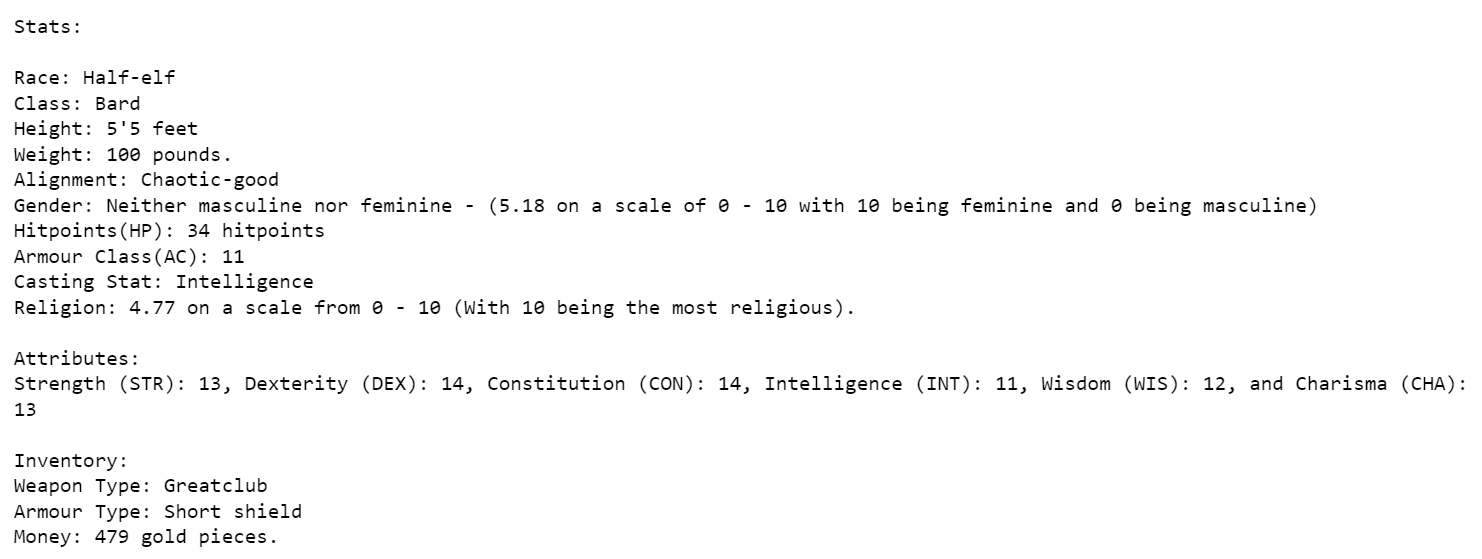 Stats:
Race: Half-elf
Class: Bard
Height: 5'5 feet
Weight: 100 pounds.
Alignment: Chaotic-good
Gender: Neither masculine nor feminine - (5.18 on a scale of 0 - 10 with 10 being feminine and 0 being masculine)
Hitpoints(HP): 34 hitpoints
Armour Class(AC): 11
Casting Stat: Intelligence
Religion: 4.77 on a scale from 0 - 10 (With 10 being the most religious).
Attributes:
Strength (STR): 13, Dexterity (DEX): 14, Constitution (CON): 14, Intelligence (INT): 11, Wisdom (WIS): 12, and Charisma (CHA):
13
Inventory:
Weapon Type: Greatclub
Armour Type: Short shield
Money: 479 gold pieces.